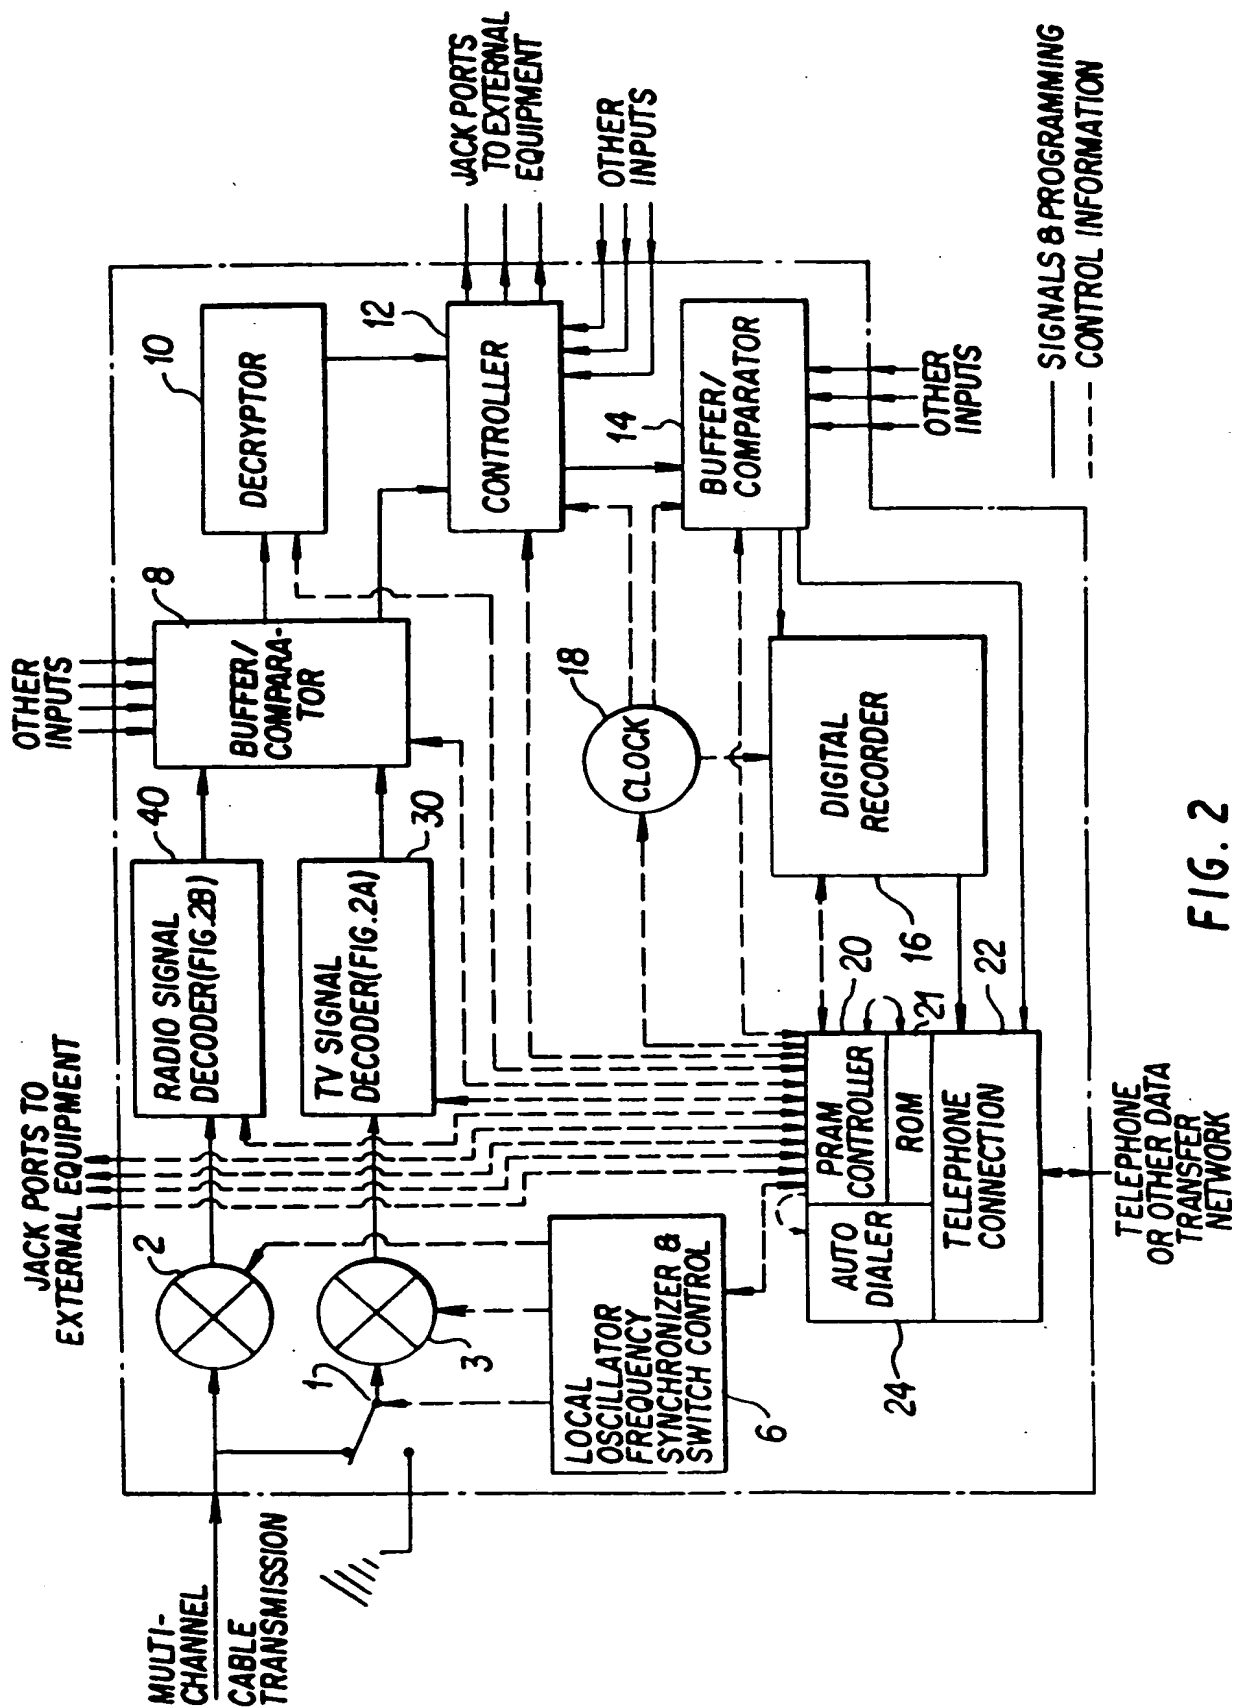 MULTI-
CHANNEL
CABLE
TRANSMISSION
JACK PORTS TO
EXTERNAL EQUIPMENT
OTHER
INPUTS
2
1
3
RADIO SIGNAL
DECODER(FIG.2B)
40
TV SIGNAL
DECODER(FIG.2A)
30
BUFFER/
COMPARA-
TOR
8
DECRYPTOR
10
CONTROLLER
12
JACK PORTS
TO EXTERNAL
EQUIPMENT
OTHER
INPUTS
BUFFER/
COMPARATOR
14
OTHER
INPUTS
CLOCK
18
DIGITAL
RECORDER
16
LOCAL
OSCILLATOR
FREQUENCY
SYNCHRONIZER &
SWITCH CONTROL
6
AUTO
DIALER
24
PRAM
CONTROLLER
20
ROM
21
TELEPHONE
CONNECTION
22
TELEPHONE
OR OTHER DATA
TRANSFER
NETWORK
SIGNALS & PROGRAMMING
CONTROL INFORMATION
FIG. 2